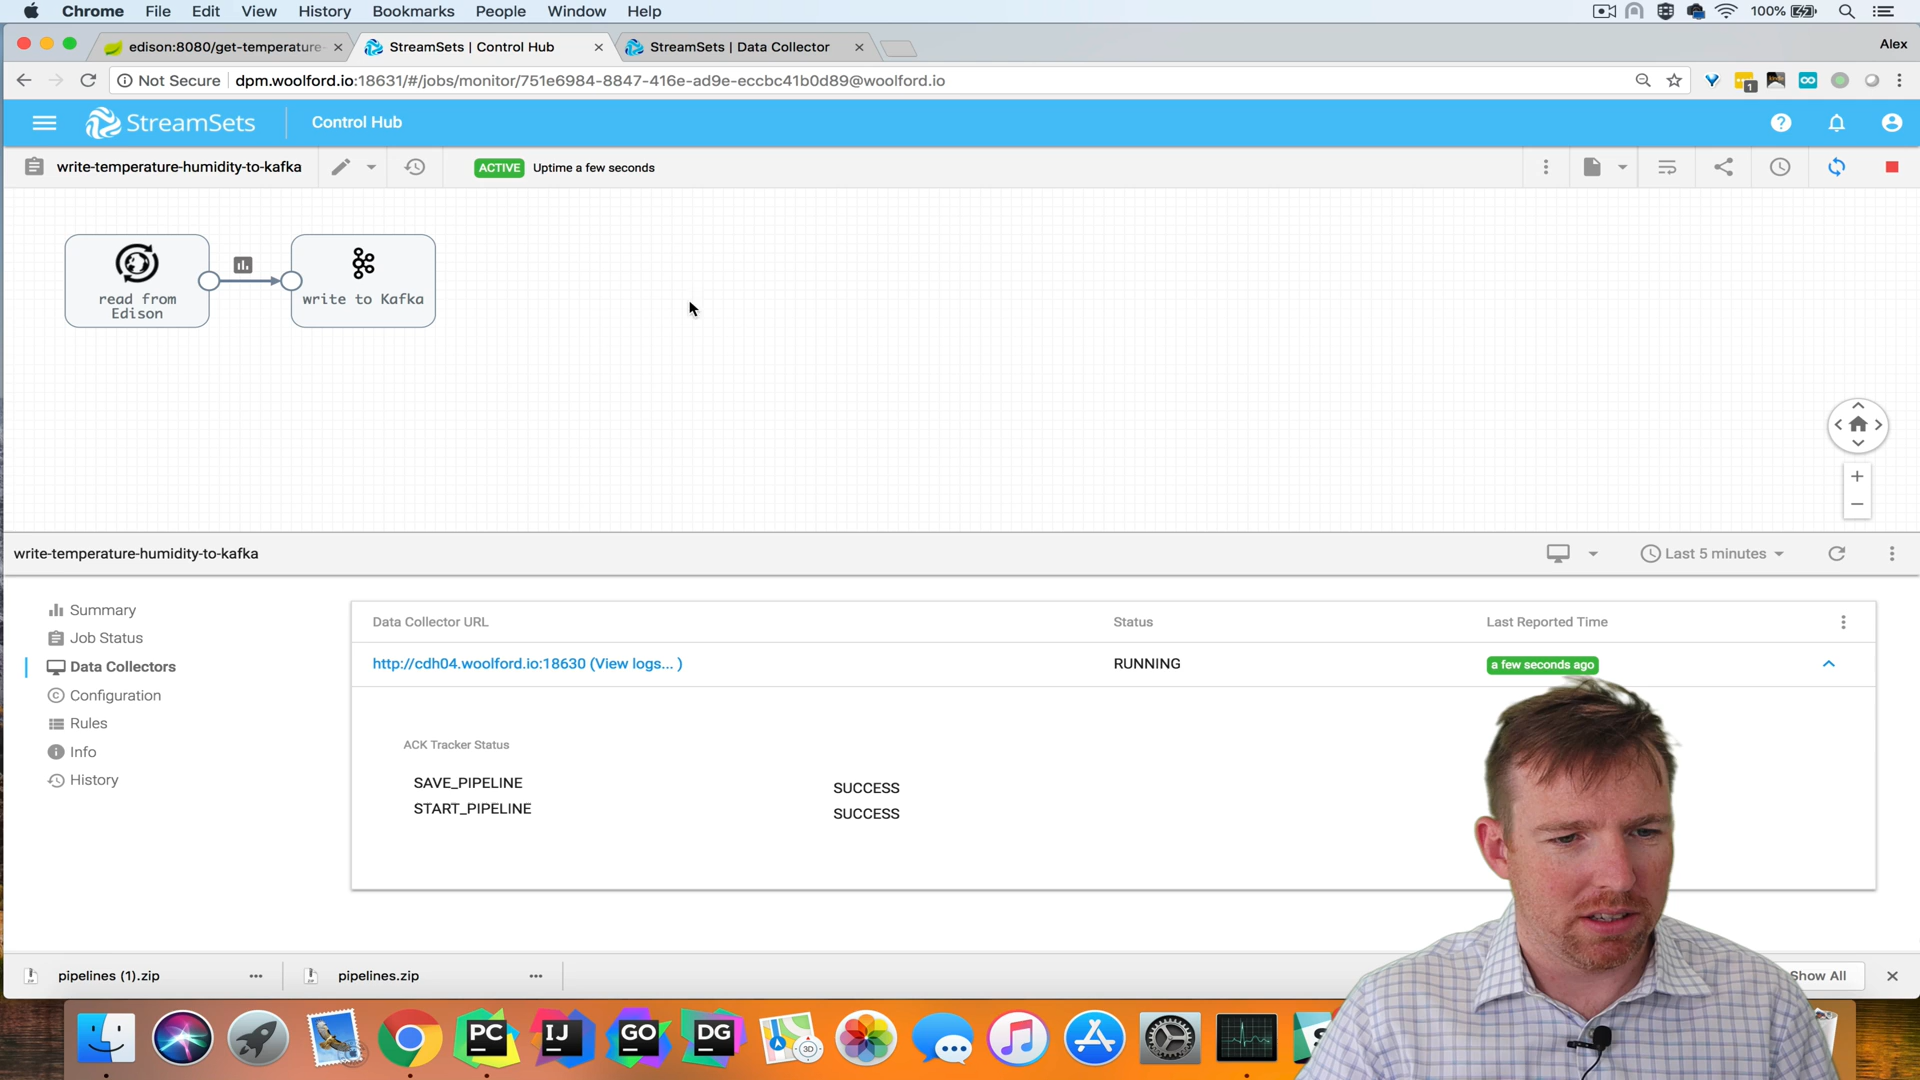 Chrome File Edit View History Bookmarks People Window Help 100%
edison:8080/get-temperature- StreamSets | Control Hub StreamSets | Data Collector Alex
Not Secure dpm.woolford.io:18631/#/jobs/monitor/751e6984-8847-416e-ad9e-eccbc41b0d89@woolford.io 1
StreamSets Control Hub
write-temperature-humidity-to-kafka ACTIVE Uptime a few seconds
read from
Edison
write to Kafka
write-temperature-humidity-to-kafka Last 5 minutes
Summary
Job Status
Data Collectors
Configuration
Rules
Info
History
Data Collector URL Status Last Reported Time
http://cdh04.woolford.io:18630 (View logs... ) RUNNING a few seconds ago
ACK Tracker Status
SAVE_PIPELINE SUCCESS
START_PIPELINE SUCCESS
pipelines (1).zip pipelines.zip Show All
PC IJ GO DG 3D